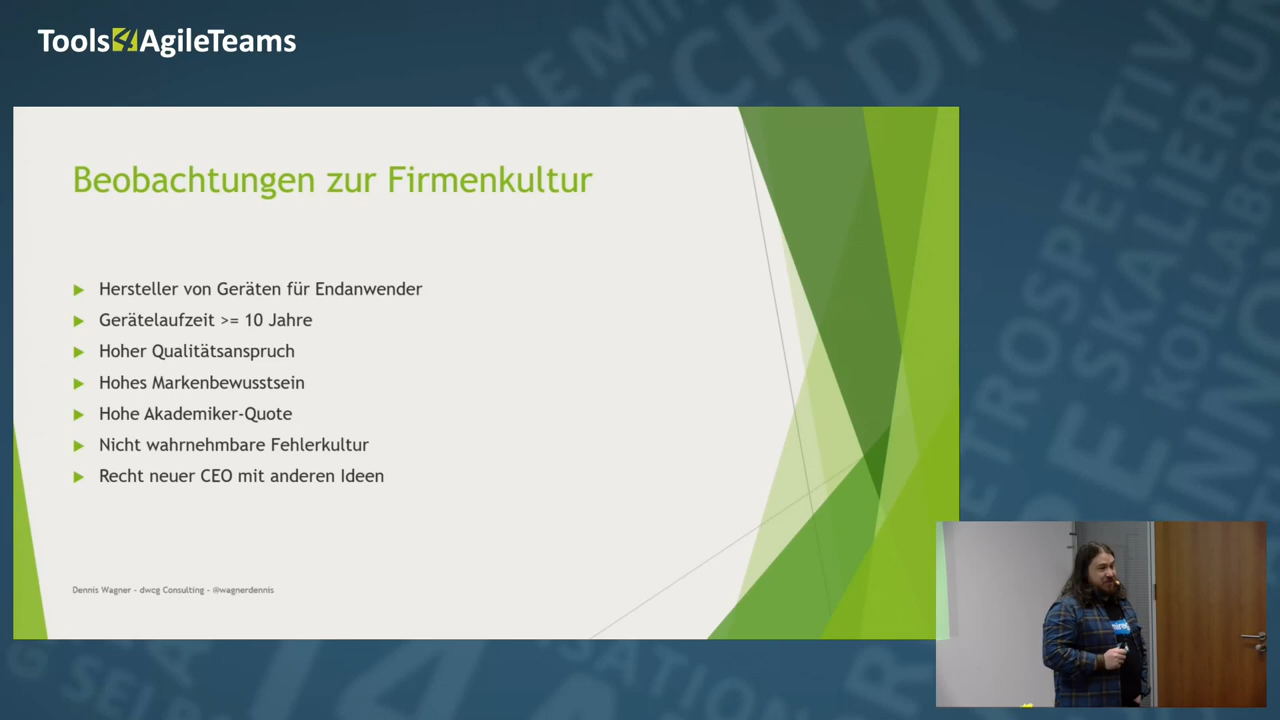 Tools4AgileTeams
Beobachtungen zur Firmenkultur
Hersteller von Geräten für Endanwender
Gerätelaufzeit >= 10 Jahre
Hoher Qualitätsanspruch
Hohes Markenbewusstsein
Hohe Akademiker-Quote
Nicht wahrnehmbare Fehlerkultur
Recht neuer CEO mit anderen Ideen
Dennis Wagner - dwcg Consulting - @wagnerdennis